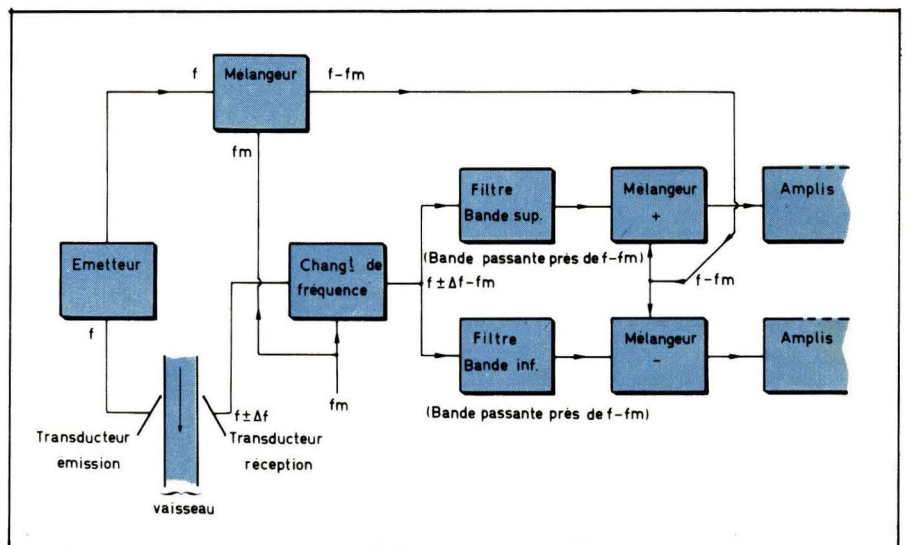 f
Mélangeur
f-fm
fm
Emetteur
f
Transducteur
émission
vaisseau
f±Δf
Transducteur
réception
Chang! de
fréquence
fm
Filtre
Bande sup.
(Bande passante près de f-fm)
f±Δf-fm
Filtre
Bande inf.
(Bande passante près de f-fm)
Mélangeur
+
f-fm
Mélangeur
-
Amplis
Amplis